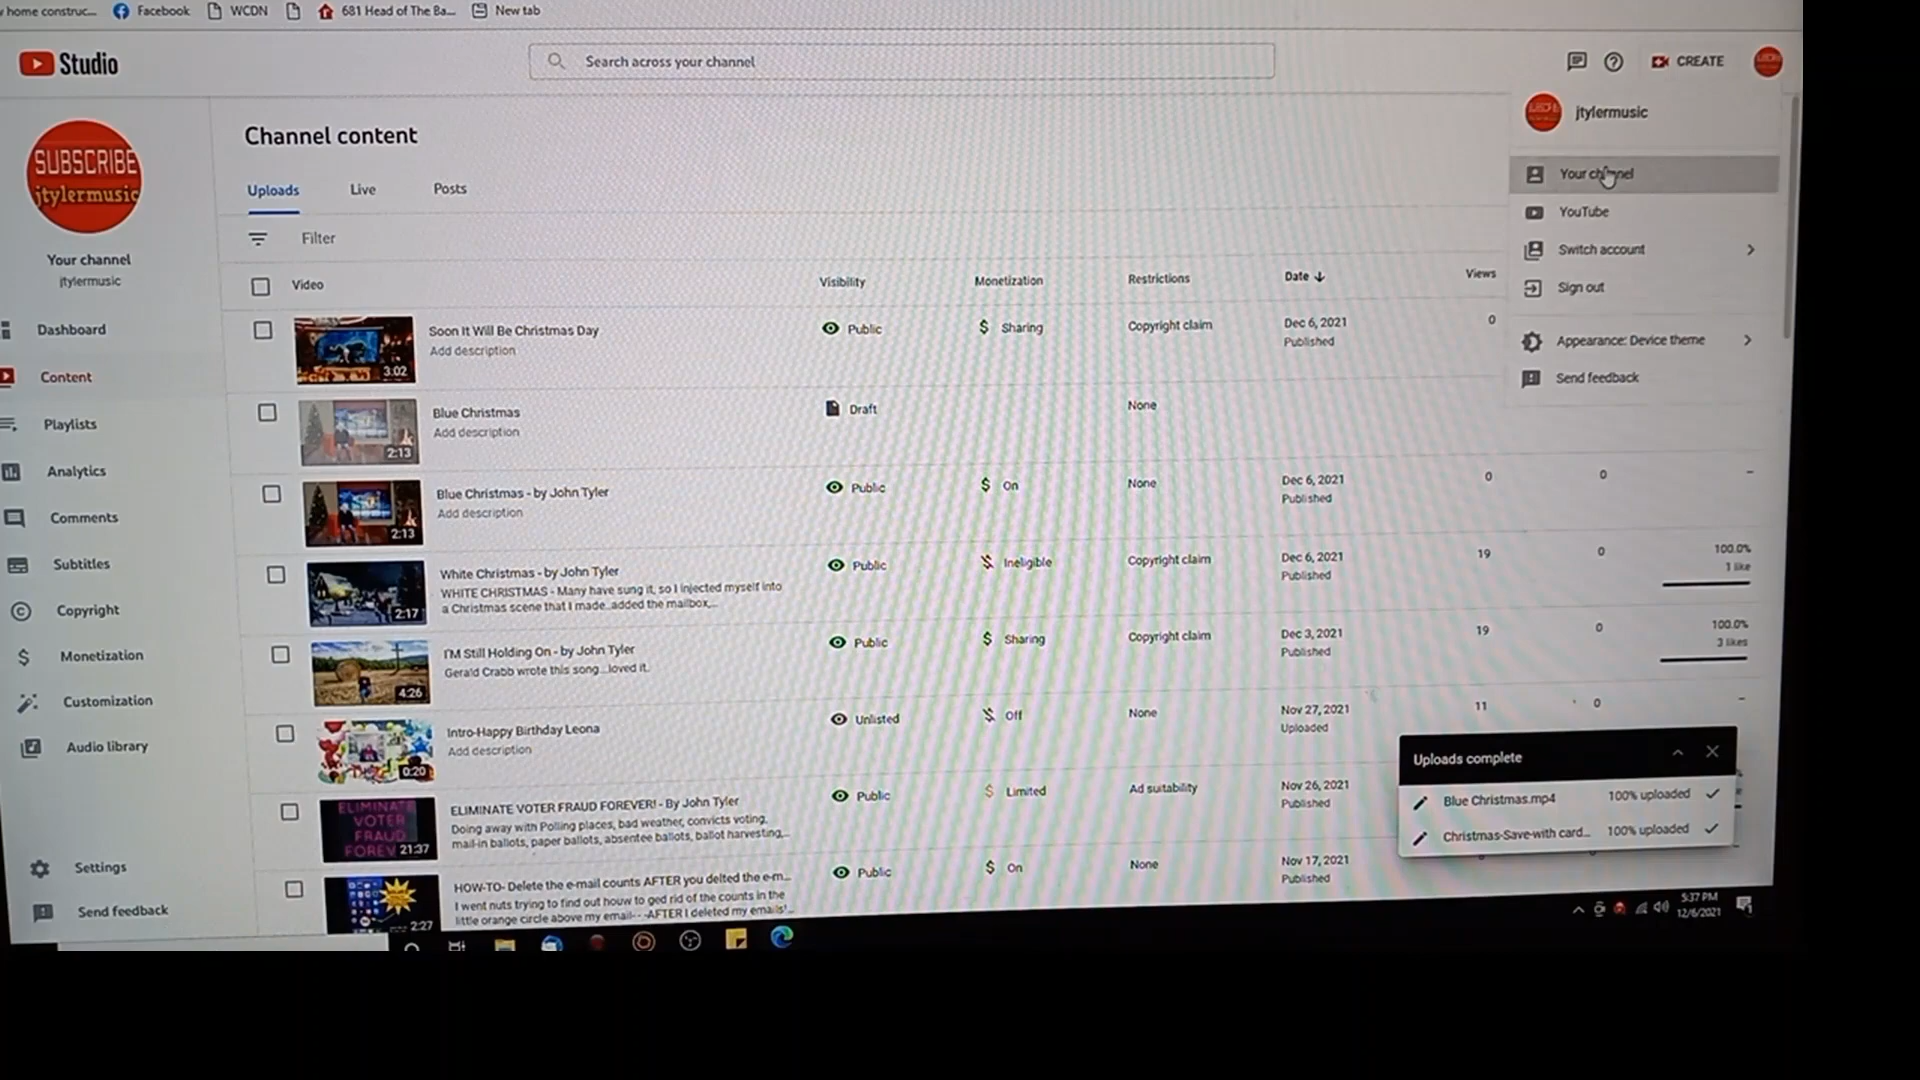 home construc...
Facebook
WCDN
681 Head of The Ba...
New tab
Studio
Search across your channel
CREATE
SUBSCRIBE
jtylermusic
Your channel
jtylermusic
Dashboard
Content
Playlists
Analytics
Comments
Subtitles
Copyright
Monetization
Customization
Audio library
Settings
Send feedback
Channel content
Uploads Live Posts
Filter
Video Visibility Monetization Restrictions Date Views
3:02
Soon It Will Be Christmas Day
Add description
Public Sharing Copyright claim Dec 6, 2021 0
Published
2:13
Blue Christmas
Add description
Draft None
2:13
Blue Christmas - by John Tyler
Add description
Public On None Dec 6, 2021 0 0 –
Published
2:17
White Christmas - by John Tyler
WHITE CHRISTMAS - Many have sung it, so I injected myself into
a Christmas scene that I made..added the mailbox,...
Public Ineligible Copyright claim Dec 6, 2021 19 0 100.0%
Published 1 like
4:26
I'M Still Holding On - by John Tyler
Gerald Crabb wrote this song...loved it.
Public Sharing Copyright claim Dec 3, 2021 19 0 100.0%
Published 3 likes
0:20
Intro-Happy Birthday Leona
Add description
Unlisted Off None Nov 27, 2021 11 0 –
Uploaded
ELIMINATE
VOTER
FRAUD
FOREV
21:37
ELIMINATE VOTER FRAUD FOREVER! - By John Tyler
Doing away with Polling places, bad weather, convicts voting,
mail-in ballots, paper ballots, absentee ballots, ballot harvesting,...
Public Limited Ad suitability Nov 26, 2021
Published
2:27
HOW-TO- Delete the e-mail counts AFTER you delted the e-m...
I went nuts trying to find out houw to ged rid of the counts in the
little orange circle above my email- - -AFTER I deleted my emails'...
Public On None Nov 17, 2021
Published
jtylermusic
Your channel
YouTube
Switch account
Sign out
Appearance: Device theme
Send feedback
Uploads complete
Blue Christmas.mp4 100% uploaded
Christmas-Save-with card... 100% uploaded
5:37 PM
12/6/2021